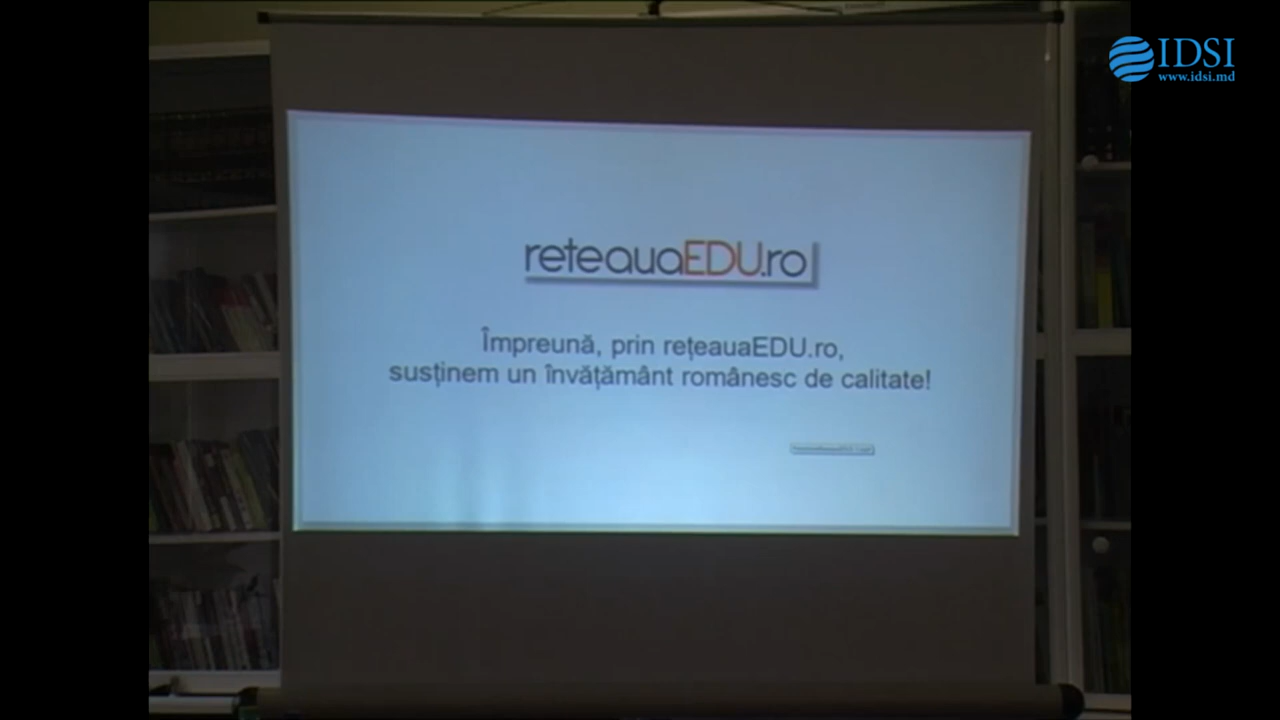 IDSI
www.idsi.md
reteauaEDU.ro
Împreună, prin rețeauaEDU.ro,
susținem un învățământ românesc de calitate!